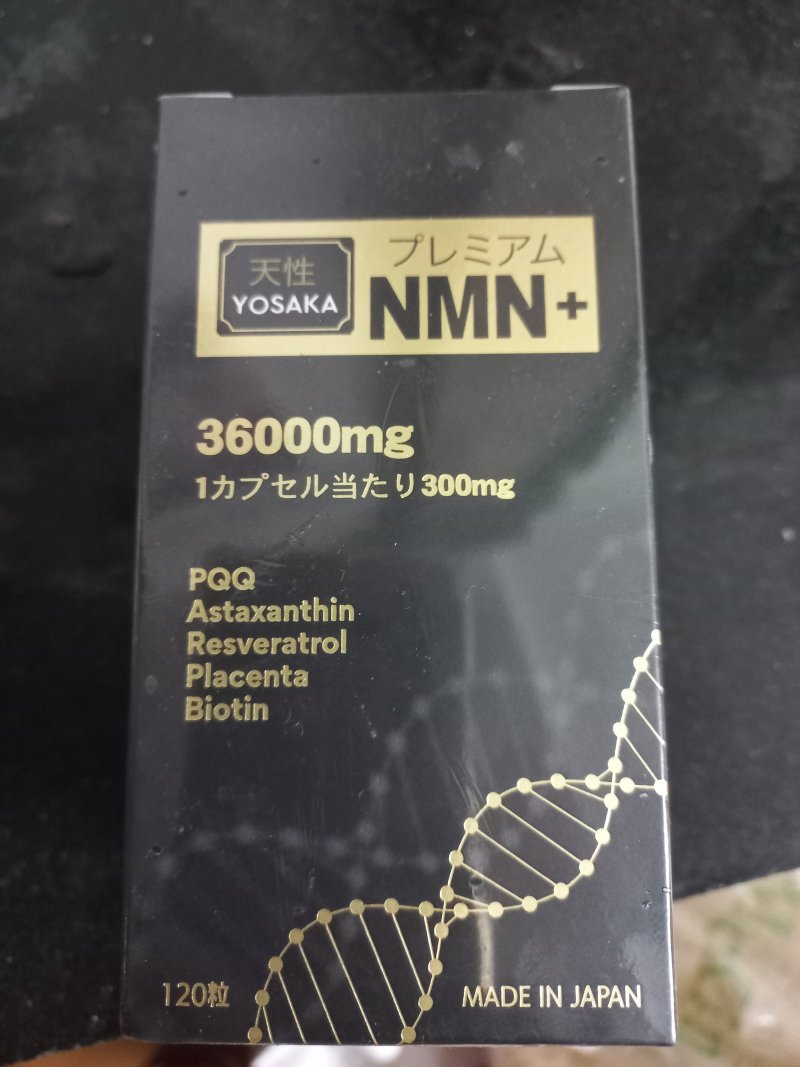 天性
YOSAKA
プレミアム
NMN+
36000mg
1カプセル当たり300mg
PQQ
Astaxanthin
Resveratrol
Placenta
Biotin
120粒
MADE IN JAPAN